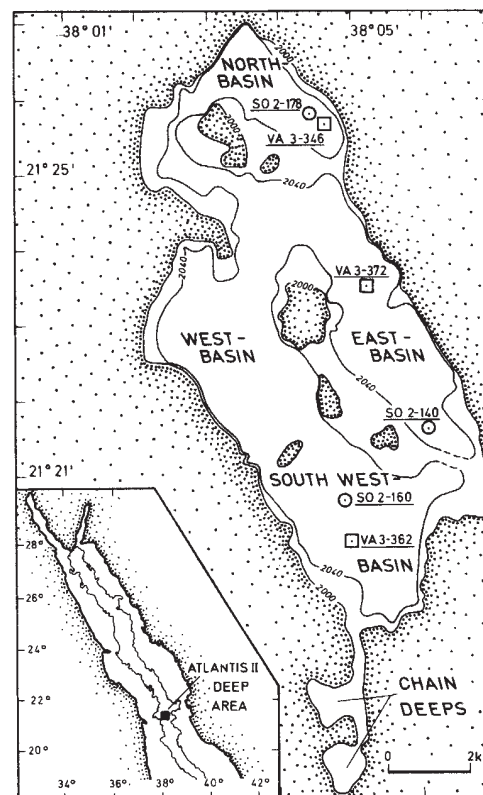 38°01' 38°05'
NORTH
BASIN
2000
SO 2-178
2000
VA 3-346
21°25'
2040
2040
VA 3-372
2000
WEST-
BASIN
EAST-
BASIN
2040
SO 2-140
21°21'
SOUTH WEST-
SO 2-160
VA 3-362
BASIN
2040
2000
28°
26°
24°
22°
20°
ATLANTIS II
DEEP
AREA
CHAIN
DEEPS
34° 36° 38° 40° 42°
0 2k